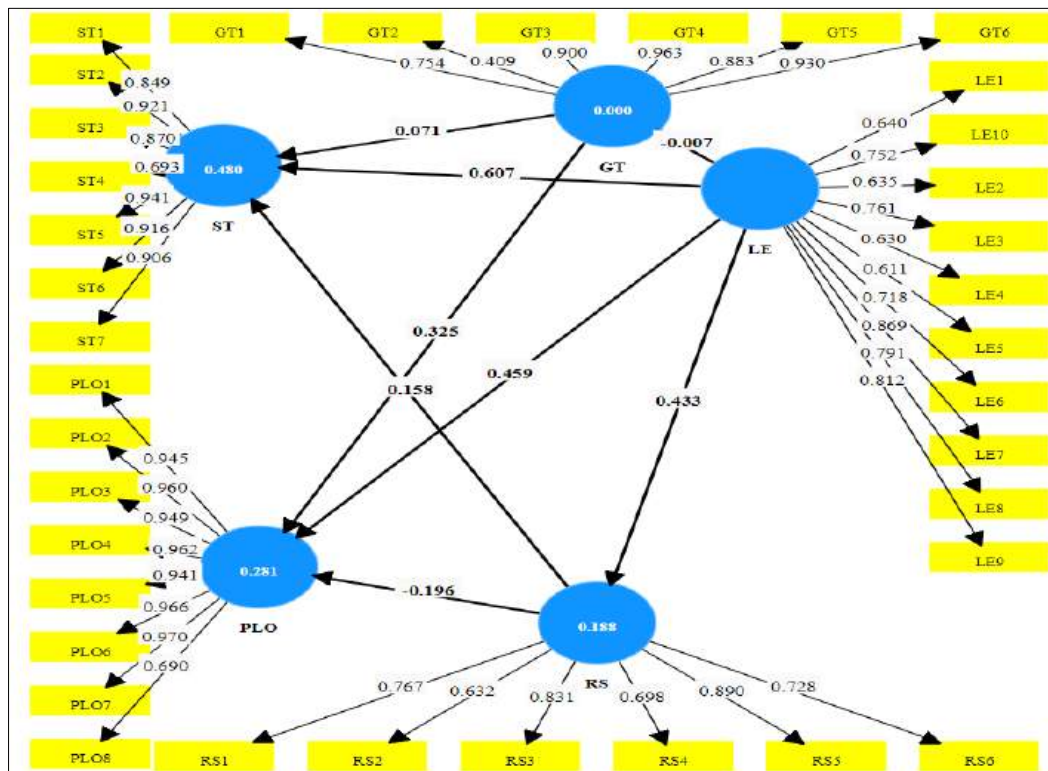 ST1
GT1
GT2
GT3
GT4
GT5
GT6
ST2
ST3
ST4
ST5
ST6
ST7
0.849
0.921
0.870
0.693
0.941
0.916
0.906
0.480
ST
0.754
0.409
0.900
0.963
0.883
0.930
0.000
GT
0.071
-0.007
0.607
LE
LE1
LE10
LE2
LE3
LE4
LE5
LE6
LE7
LE8
LE9
0.640
0.752
0.635
0.761
0.630
0.611
0.718
0.869
0.791
0.812
0.325
0.459
0.158
0.433
PLO1
PLO2
PLO3
PLO4
PLO5
PLO6
PLO7
PLO8
0.945
0.960
0.949
0.962
0.941
0.966
0.970
0.690
0.281
PLO
-0.196
0.188
RS
0.767
0.632
0.831
0.698
0.890
0.728
RS1
RS2
RS3
RS4
RS5
RS6